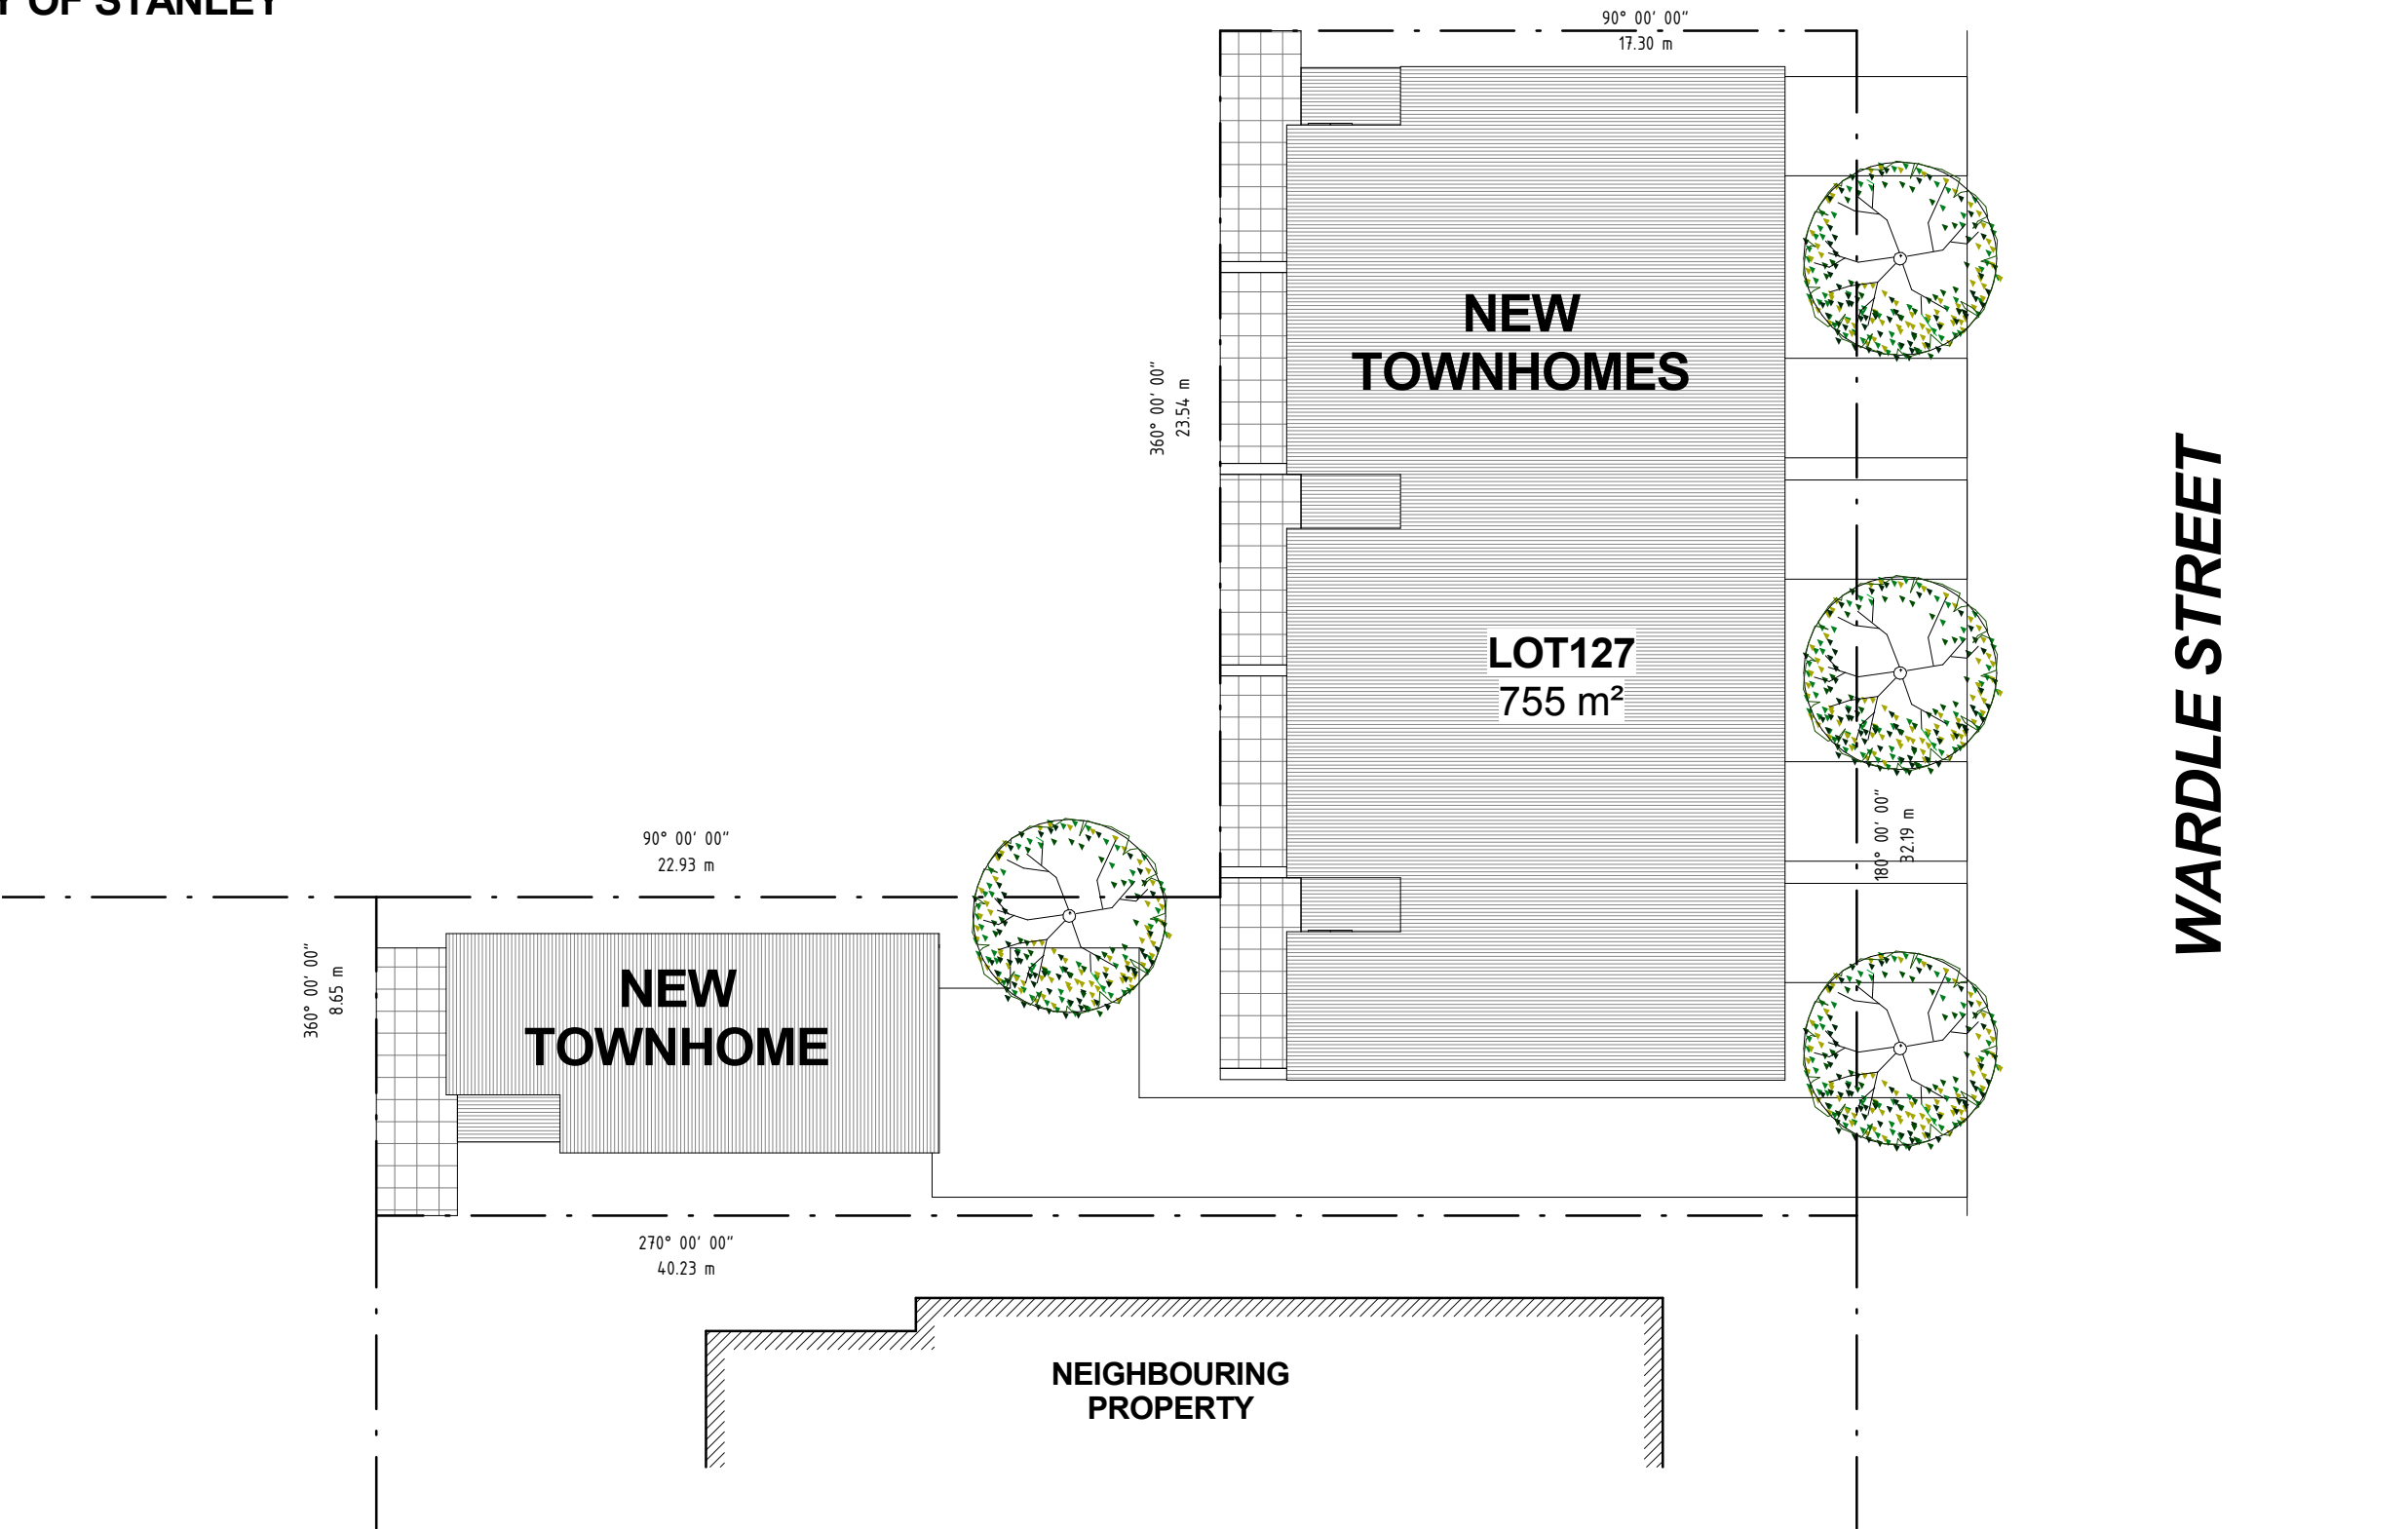 OF STANLEY
90° 00' 00"
17.30 m
NEW
TOWNHOMES
360° 00' 00"
23.54 m
WARDLE STREET
LOT127
755 m²
180° 00' 00"
32.19 m
90° 00' 00"
22.93 m
360° 00' 00"
8.65 m
NEW
TOWNHOME
270° 00' 00"
40.23 m
NEIGHBOURING
PROPERTY